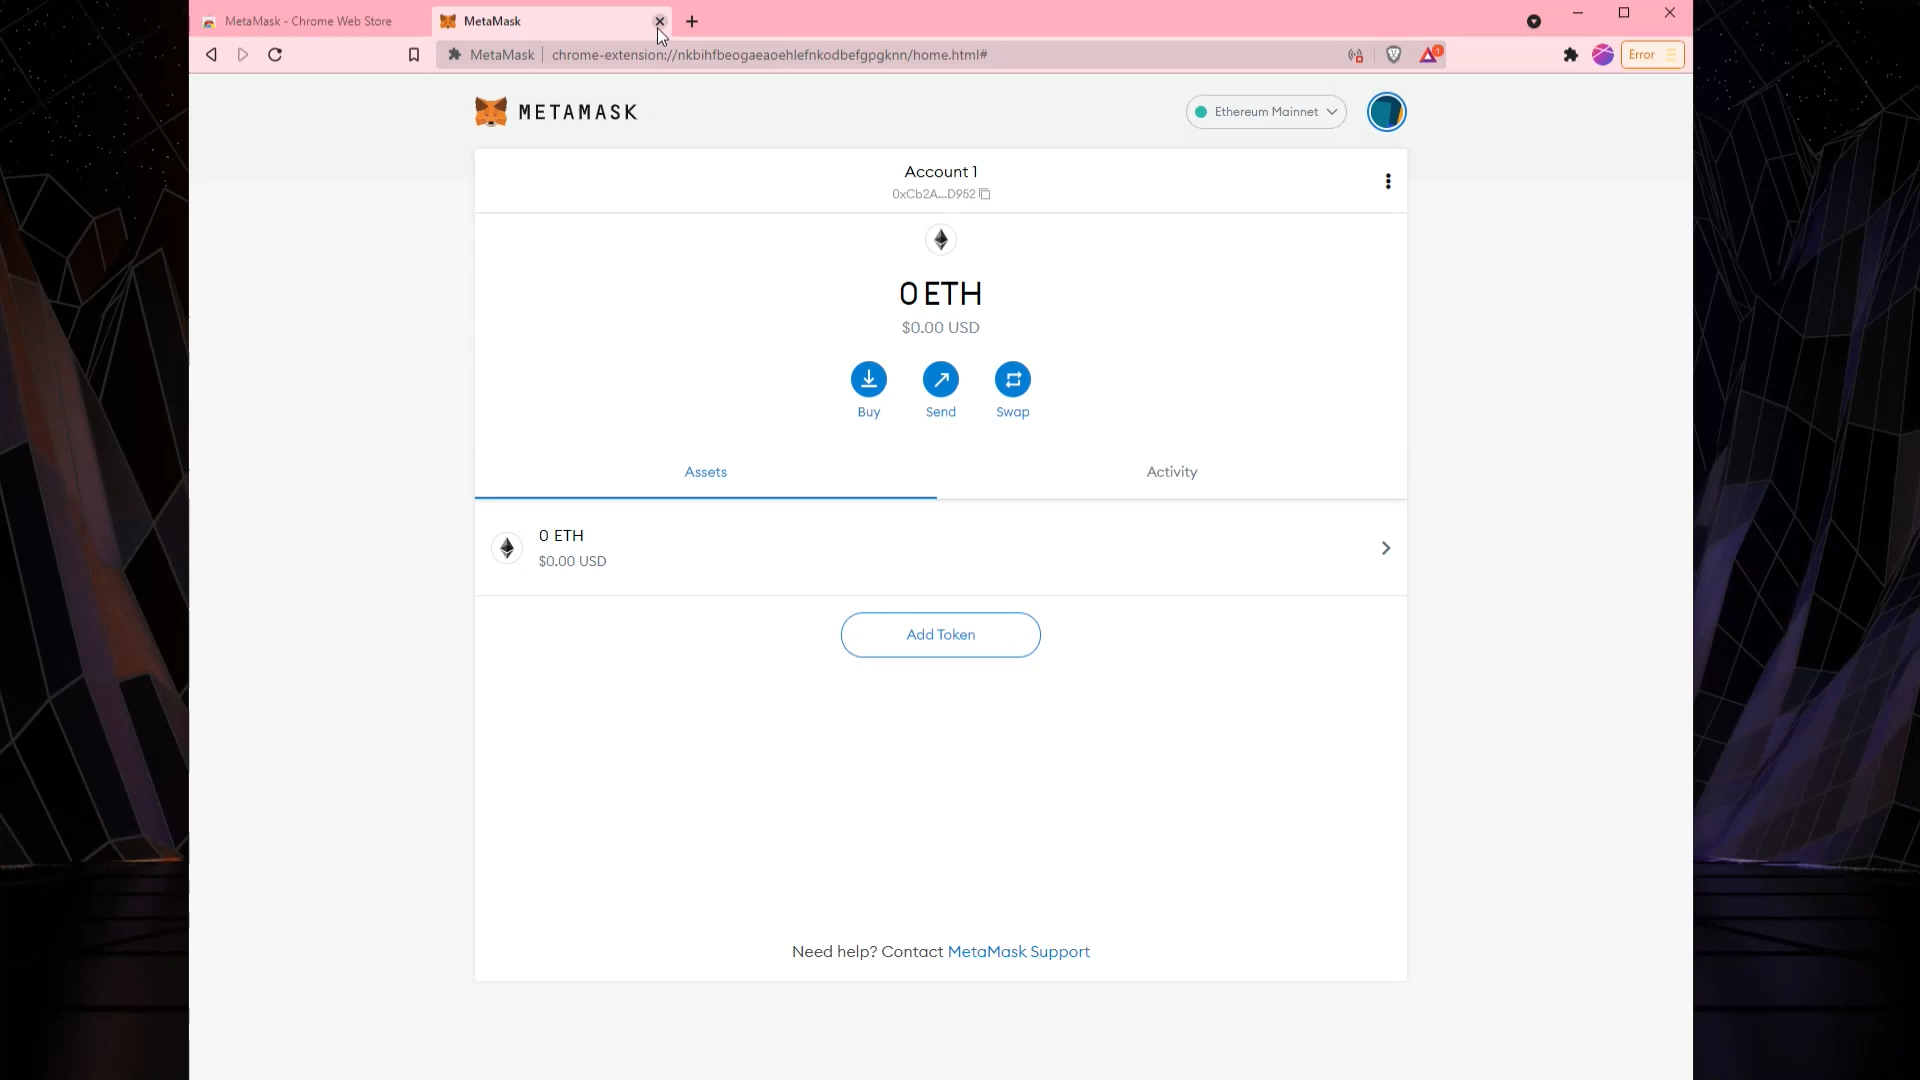 MetaMask - Chrome Web Store
MetaMask
MetaMask
chrome-extension://nkbihfbeogaeaoehlefnkodbefgpgknn/home.html#
1
Error
METAMASK
Ethereum Mainnet
Account 1
0xCb2A...D952
0 ETH
$0.00 USD
Buy
Send
Swap
Assets
Activity
0 ETH
$0.00 USD
Add Token
Need help? Contact MetaMask Support